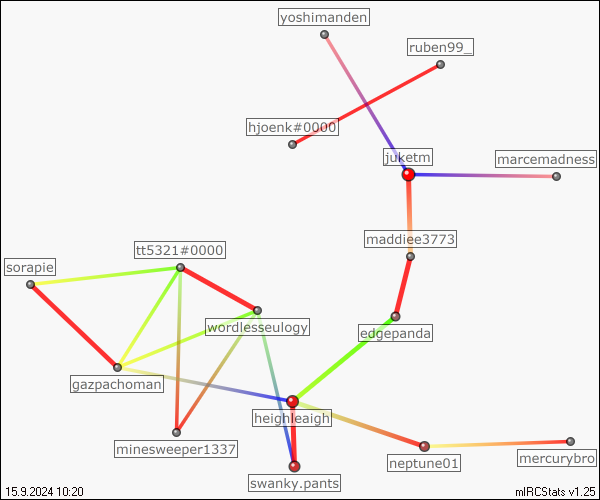 yoshimanden
ruben99_
hjoenk#0000
juketm
marcemadness
maddiee3773
tt5321#0000
sorapie
wordlesseulogy
edgepanda
gazpachoman
heighleaigh
minesweeper1337
neptune01
mercurybro
swanky.pants
15.9.2024 10:20
mIRCStats v1.25